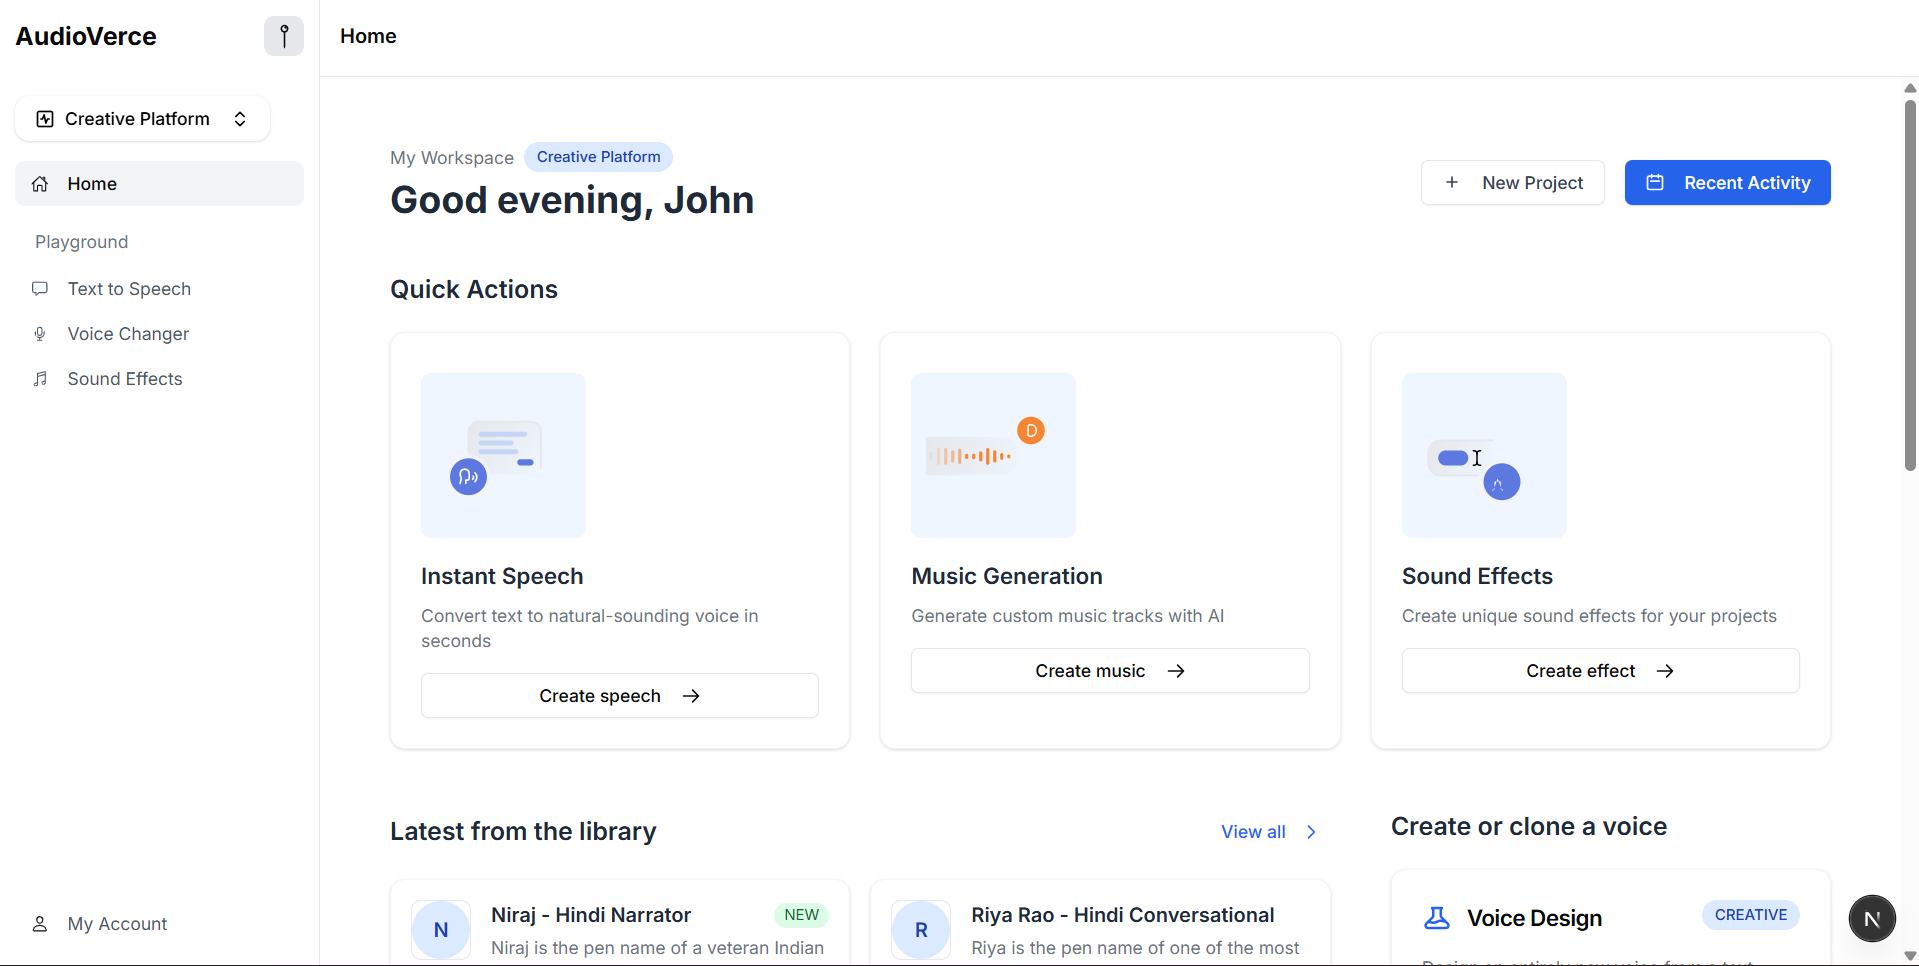 AudioVerce
Home
Creative Platform
Home
Playground
Text to Speech
Voice Changer
Sound Effects
My Account
My Workspace
Creative Platform
Good evening, John
New Project
Recent Activity
Quick Actions
D
Instant Speech
Convert text to natural-sounding voice in
seconds
Create speech
Music Generation
Generate custom music tracks with AI
Create music
Sound Effects
Create unique sound effects for your projects
Create effect
Latest from the library
View all
N
Niraj - Hindi Narrator
NEW
Niraj is the pen name of a veteran Indian
R
Riya Rao - Hindi Conversational
Riya is the pen name of one of the most
Create or clone a voice
Voice Design
CREATIVE
N